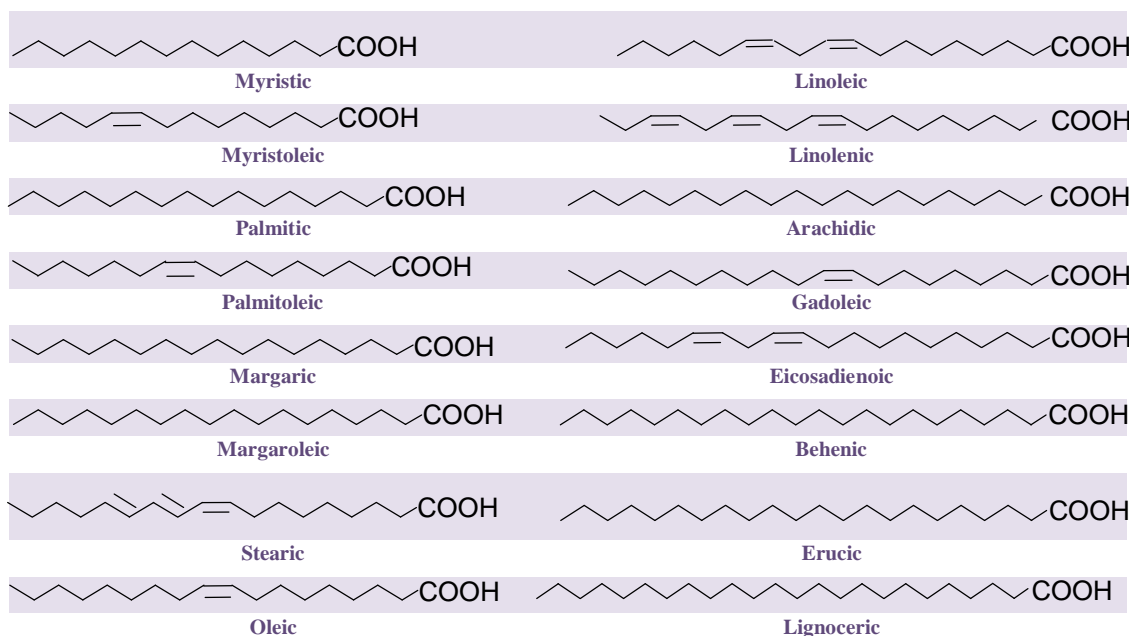 COOH COOH
Myristic Linoleic
COOH COOH
Myristoleic Linolenic
COOH COOH
Palmitic Arachidic
COOH COOH
Palmitoleic Gadoleic
COOH COOH
Margaric Eicosadienoic
COOH COOH
Margaroleic Behenic
COOH COOH
Stearic Erucic
COOH COOH
Oleic Lignoceric